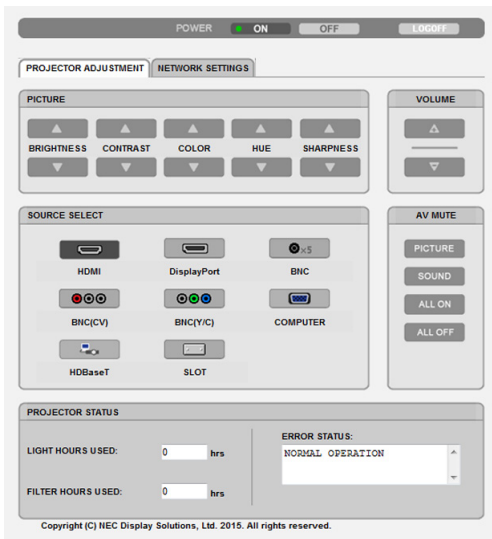 POWER ON OFF LOGOFF
PROJECTOR ADJUSTMENT NETWORK SETTINGS
PICTURE VOLUME
BRIGHTNESS CONTRAST COLOR HUE SHARPNESS
SOURCE SELECT AV MUTE
x5 PICTURE
HDMI DisplayPort BNC
SOUND
ALL ON
BNC(CV) BNC(Y/C) COMPUTER
ALL OFF
HDBaseT SLOT
PROJECTOR STATUS
ERROR STATUS:
LIGHT HOURS USED: 0 hrs NORMAL OPERATION
FILTER HOURS USED: 0 hrs
Copyright (C) NEC Display Solutions, Ltd. 2015. All rights reserved.